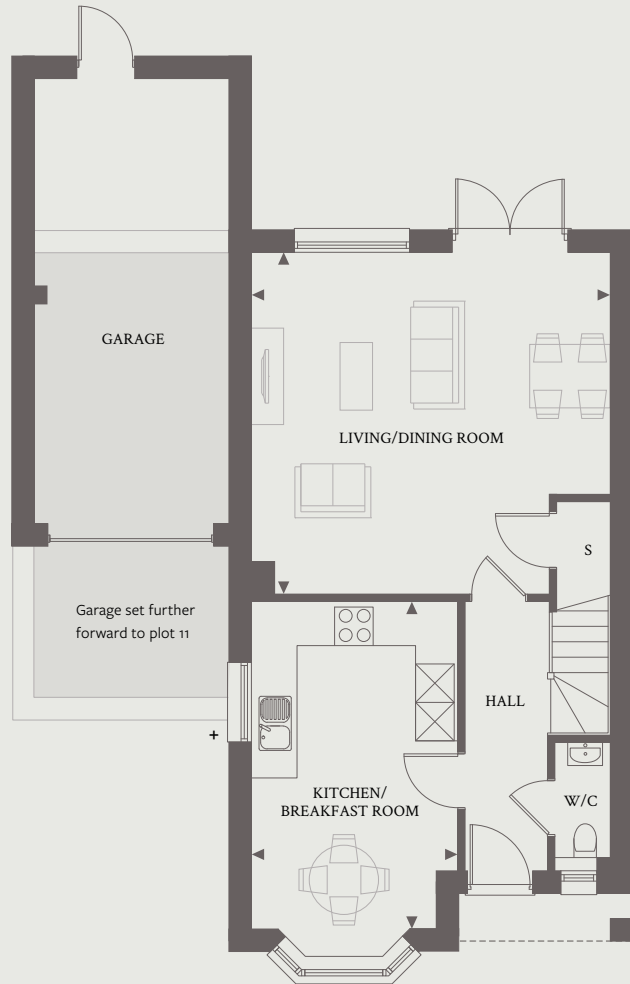 GARAGE
LIVING/DINING ROOM
S
Garage set further
forward to plot 11
HALL
+
KITCHEN/
BREAKFAST ROOM
W/C